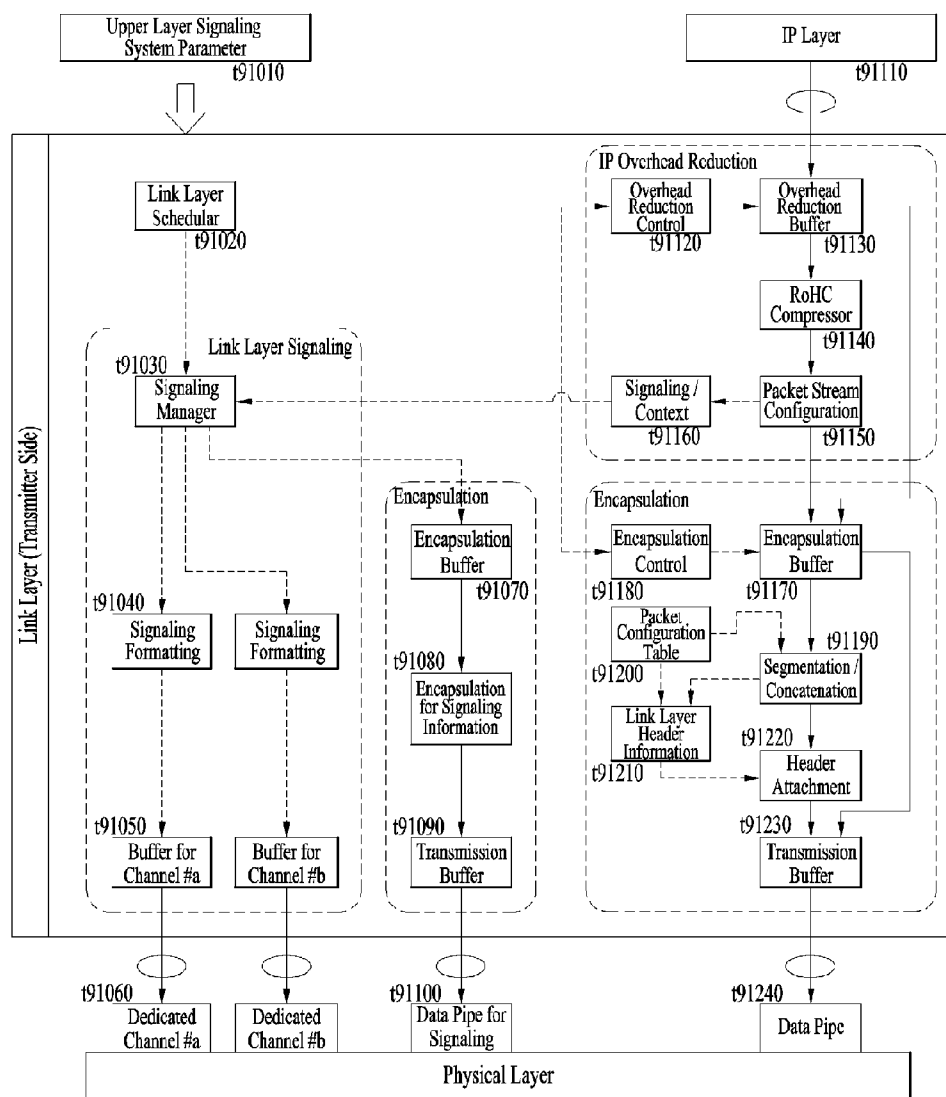 Upper Layer Signaling
System Parameter
t91010
IP Layer
t91110
Link Layer (Transmitter Side)
IP Overhead Reduction
Link Layer
Schedular
t91020
Overhead
Reduction
Control
t91120
Overhead
Reduction
Buffer
t91130
RoHC
Compressor
t91140
Link Layer Signaling
t91030
Signaling
Manager
Signaling /
Context
t91160
Packet Stream
Configuration
t91150
Encapsulation
Encapsulation
Buffer
t91070
Encapsulation
Encapsulation
Control
t91180
Encapsulation
Buffer
t91170
t91040
Signaling
Formatting
Signaling
Formatting
Packet
Configuration
Table
t91200
t91190
Segmentation /
Concatenation
t91080
Encapsulation
for Signaling
Information
Link Layer
Header
Information
t91210
t91220
Header
Attachment
t91050
Buffer for
Channel #a
Buffer for
Channel #b
t91090
Transmission
Buffer
t91230
Transmission
Buffer
t91060
Dedicated
Channel #a
Dedicated
Channel #b
t91100
Data Pipe for
Signaling
t91240
Data Pipe
Physical Layer